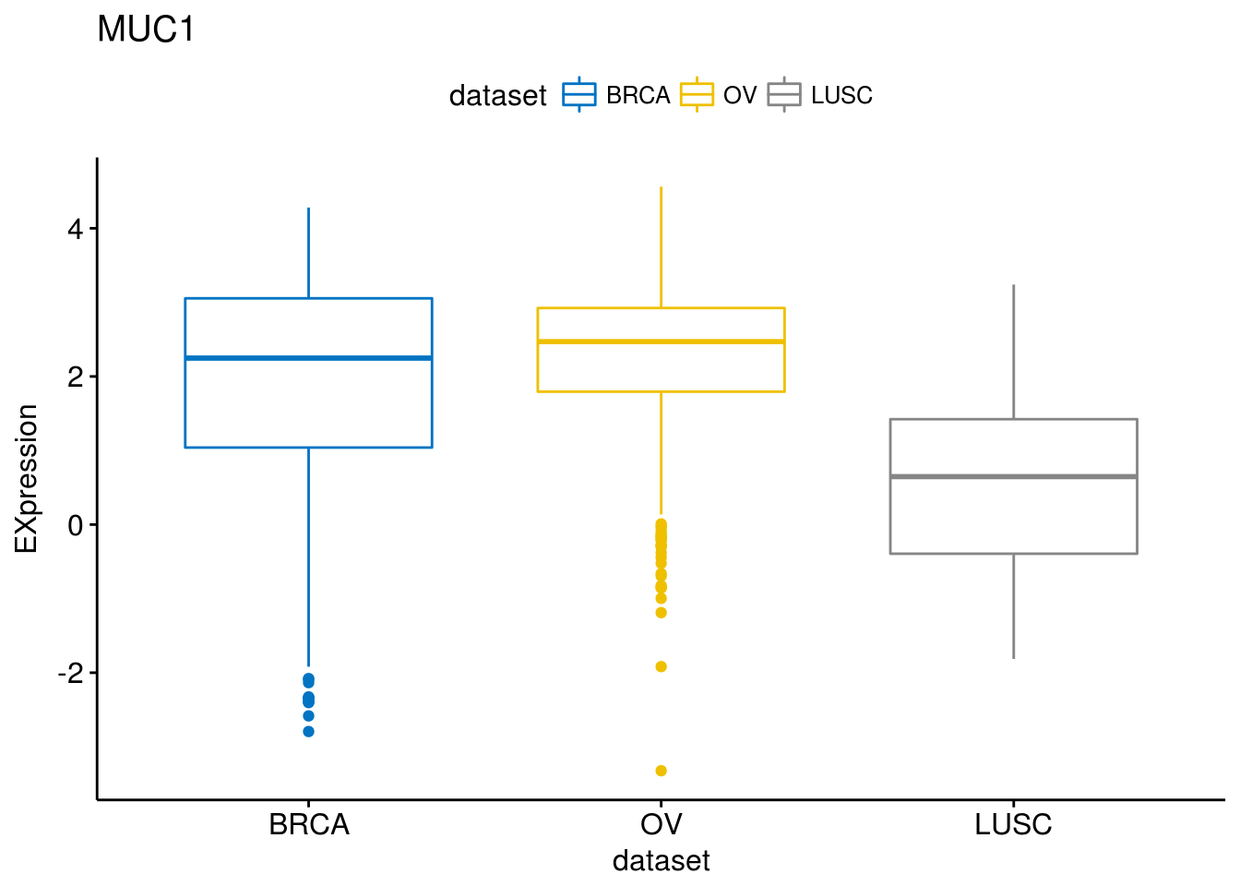 MUC1
dataset BRCA OV LUSC
4
2
0
-2
EXpression
BRCA OV LUSC
dataset